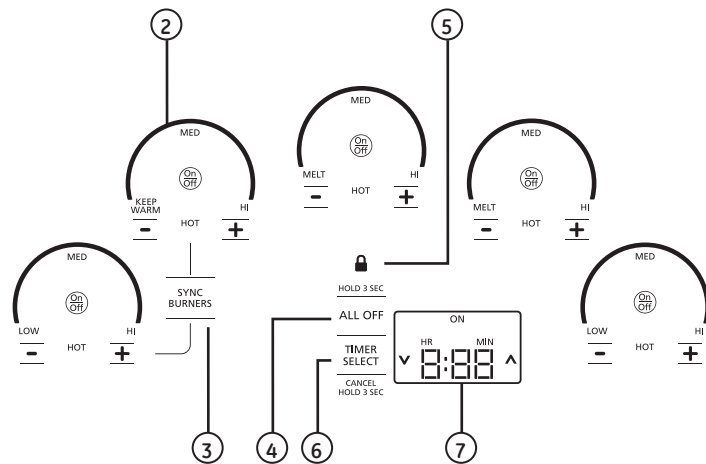 2
5
MED
On
Off
KEEP
WARM
HI
- HOT +
MED
On
Off
MELT HI
- HOT +
MED
On
Off
MELT HI
- HOT +
MED
On
Off
LOW HI
- HOT +
SYNC
BURNERS
HOLD 3 SEC
ALL OFF
TIMER
SELECT
CANCEL
HOLD 3 SEC
ON
HR MIN
8:88
MED
On
Off
LOW HI
- HOT +
3
4
6
7